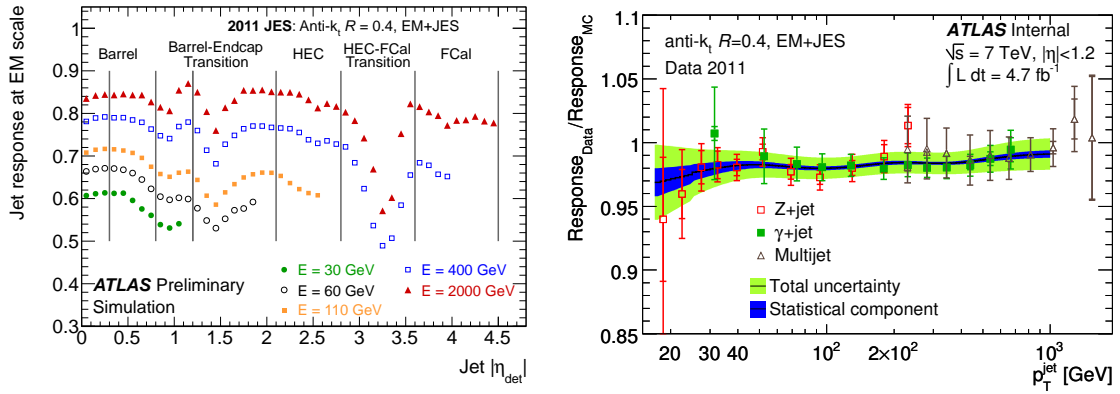 2011 JES: Anti-kt R = 0.4, EM+JES
Barrel
Barrel-Endcap
Transition
HEC
HEC-FCal
Transition
FCal
Jet response at EM scale
1
0.9
0.8
0.7
0.6
0.5
0.4
0.3
ATLAS Preliminary
Simulation
E = 30 GeV
E = 60 GeV
E = 110 GeV
E = 400 GeV
E = 2000 GeV
0.5 1 1.5 2 2.5 3 3.5 4 4.5
Jet |ηdet|
ResponseData/ResponseMC
1.1
1.05
1
0.95
0.9
0.85
anti-kt R=0.4, EM+JES
Data 2011
ATLAS Internal
√s = 7 TeV, |η|<1.2
∫ L dt = 4.7 fb⁻¹
Z+jet
γ+jet
Multijet
Total uncertainty
Statistical component
20 30 40 10² 2×10² 10³
pTjet [GeV]